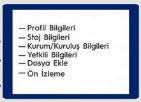 — Profil Bilgileri
— Staj Bilgileri
— Kurum/Kuruluş Bilgileri
— Yetkili Bilgileri
— Dosya Ekle
— Ön İzleme